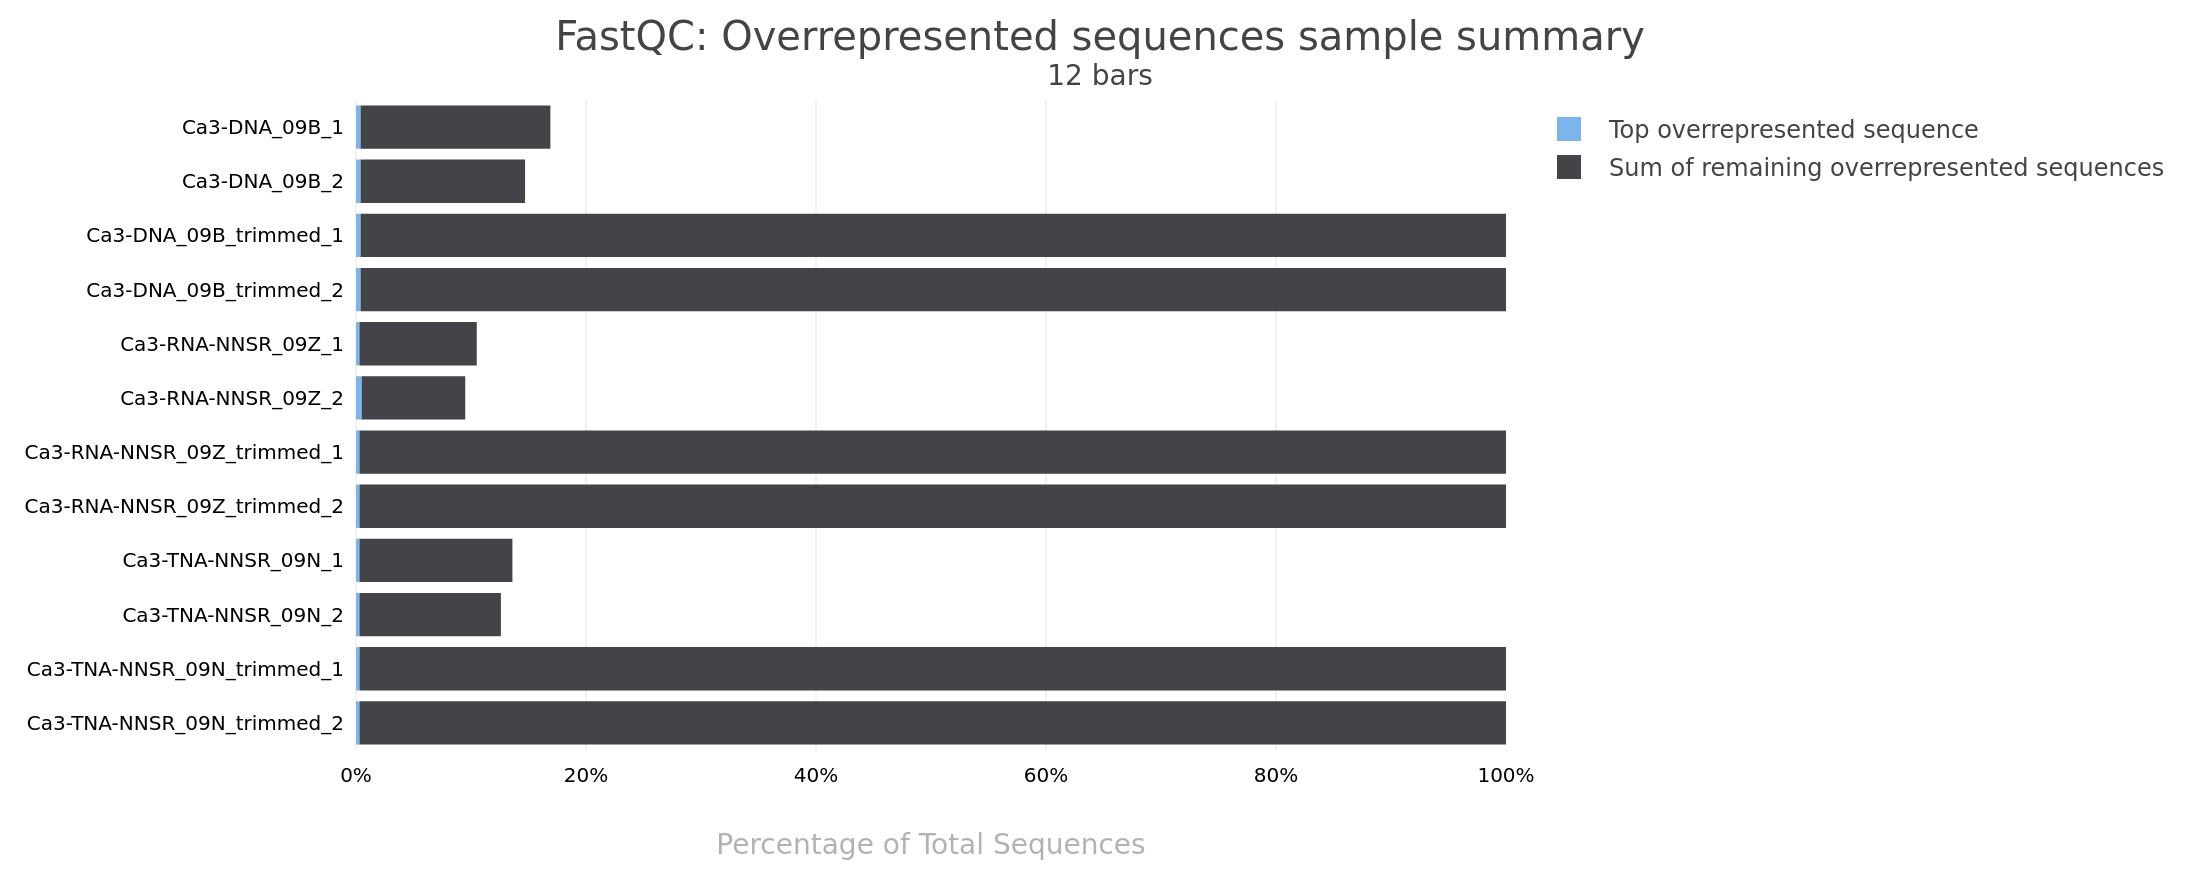 FastQC: Overrepresented sequences sample summary
12 bars
Ca3-DNA_09B_1
Ca3-DNA_09B_2
Ca3-DNA_09B_trimmed_1
Ca3-DNA_09B_trimmed_2
Ca3-RNA-NNSR_09Z_1
Ca3-RNA-NNSR_09Z_2
Ca3-RNA-NNSR_09Z_trimmed_1
Ca3-RNA-NNSR_09Z_trimmed_2
Ca3-TNA-NNSR_09N_1
Ca3-TNA-NNSR_09N_2
Ca3-TNA-NNSR_09N_trimmed_1
Ca3-TNA-NNSR_09N_trimmed_2
0% 20% 40% 60% 80% 100%
Percentage of Total Sequences
Top overrepresented sequence
Sum of remaining overrepresented sequences